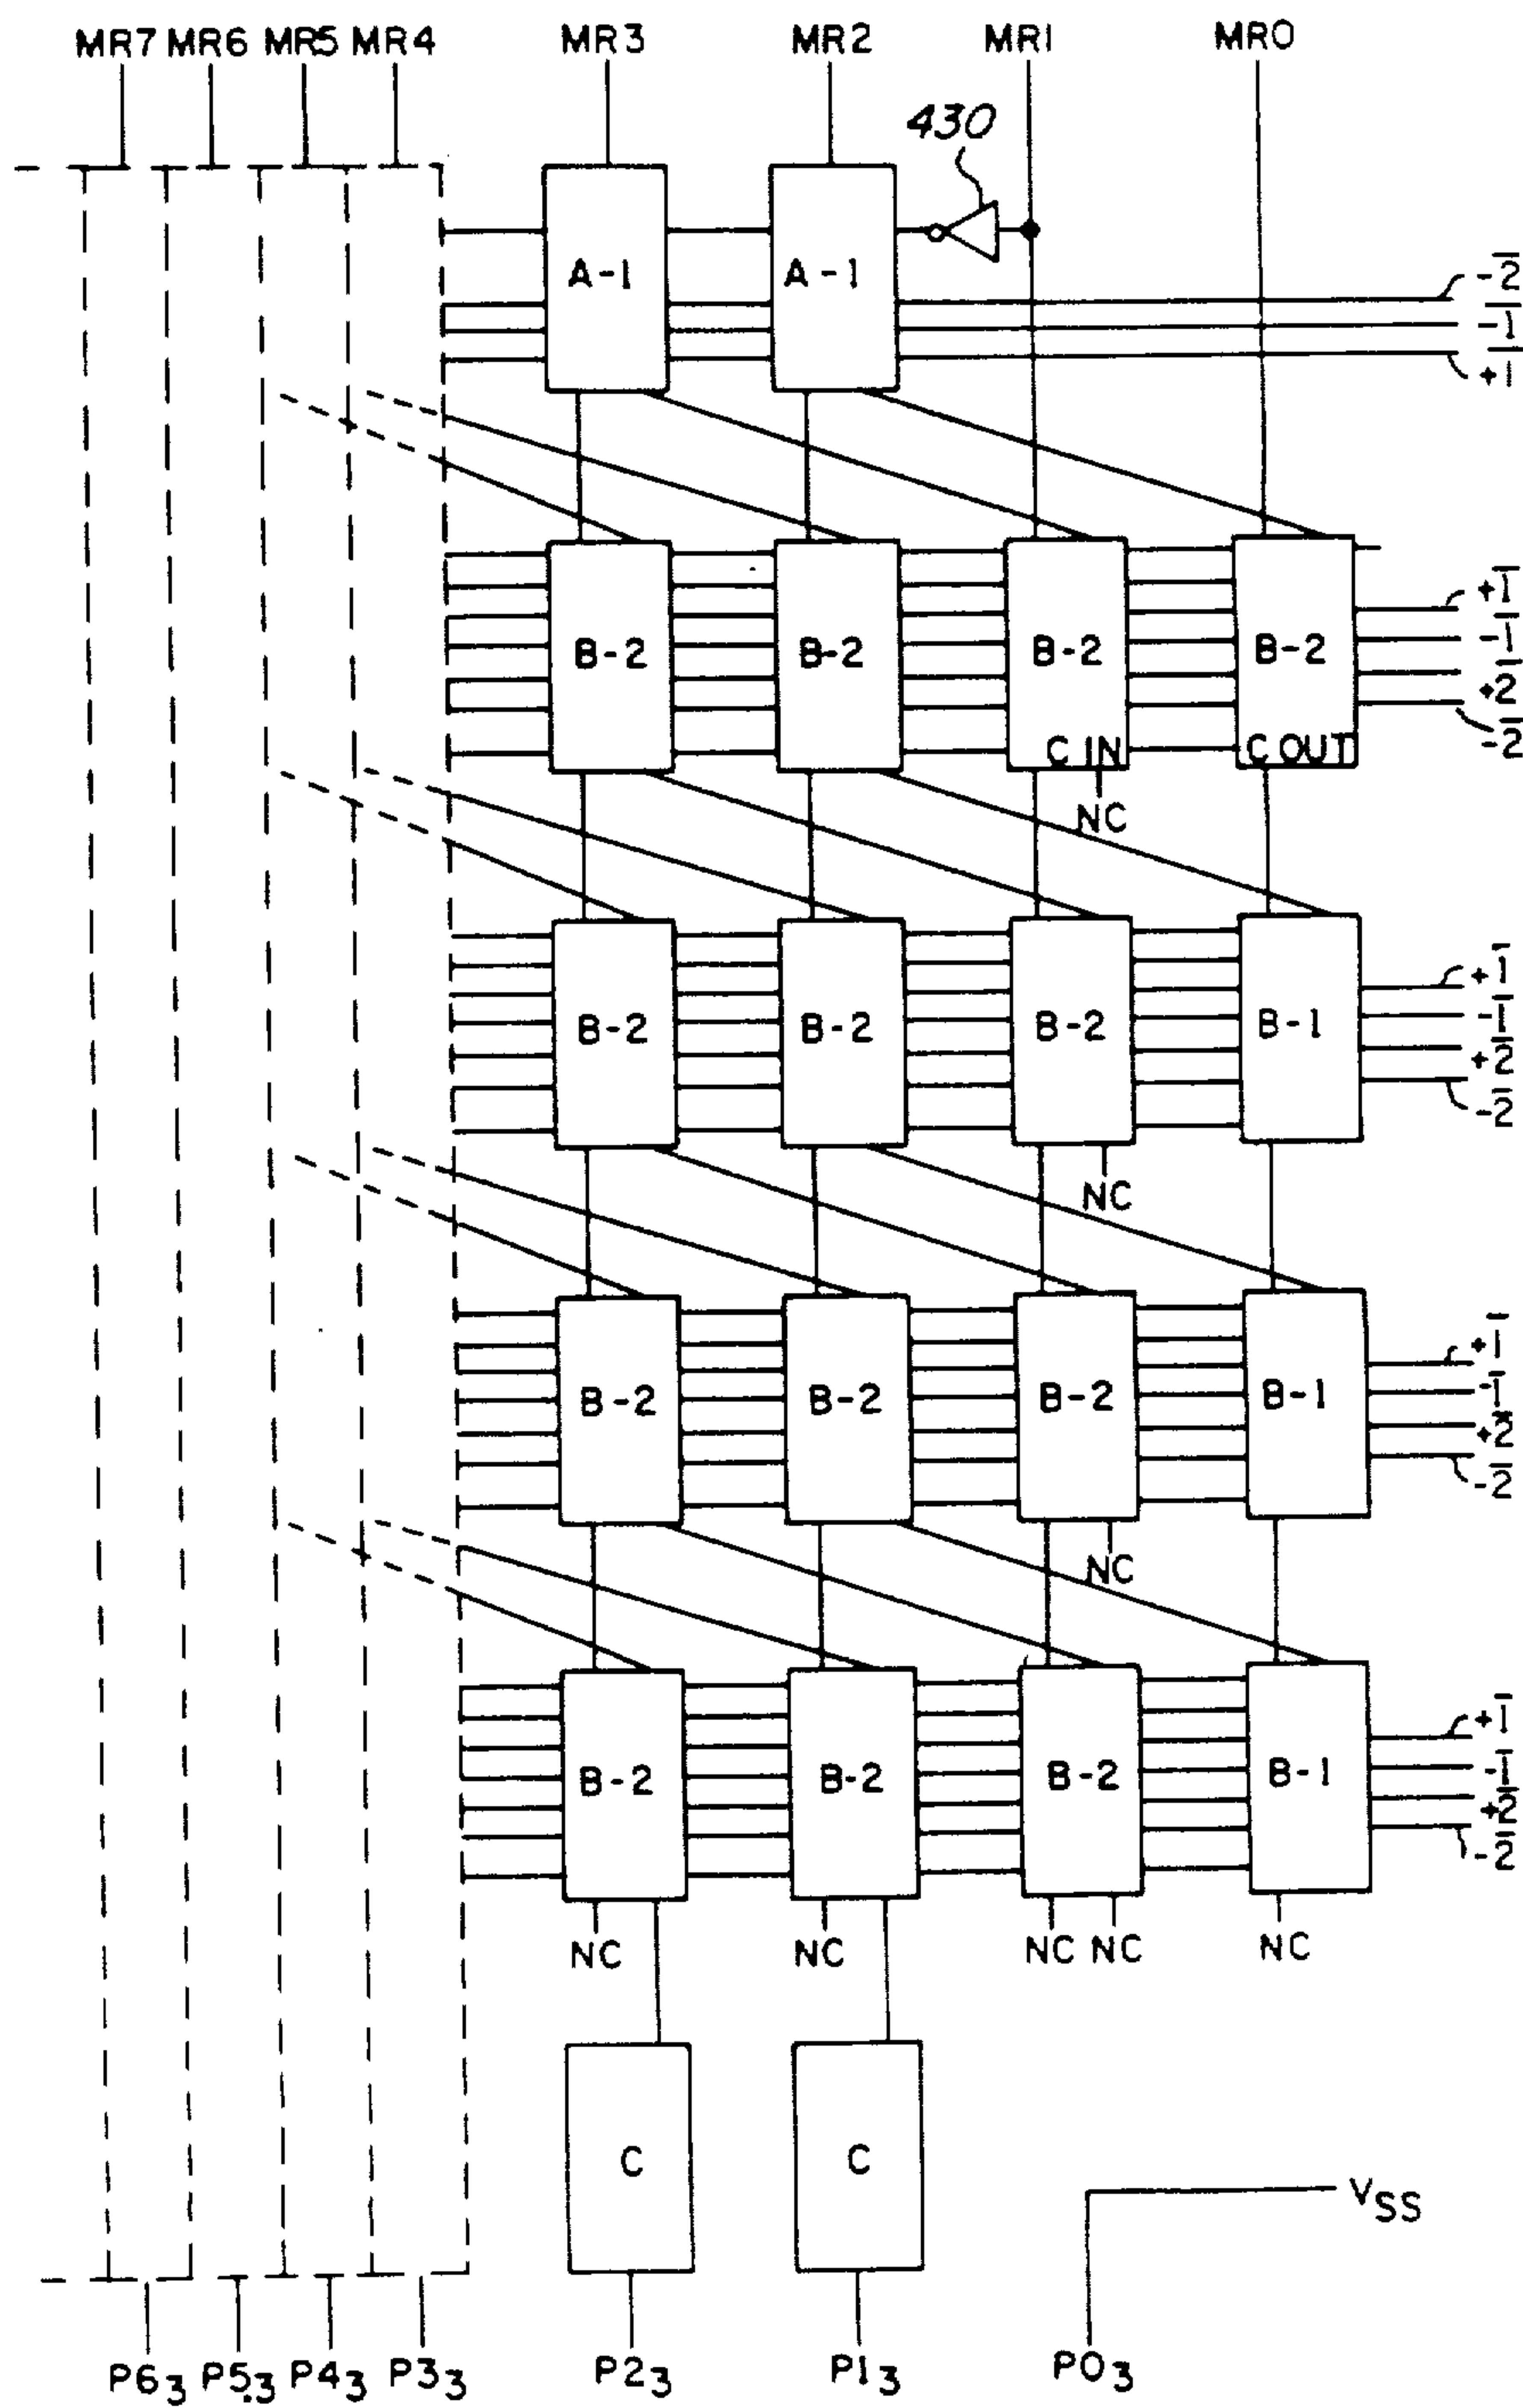 MR7 MR6 MR5 MR4 MR3 MR2 MR1 MR0
430
A-1 A-1
-2̅
-1̅
+1̅
B-2 B-2 B-2 B-2
+1̅
-1̅
+2̅
-2̅
C IN C OUT
NC
B-2 B-2 B-2 B-1
+1̅
-1̅
+2̅
-2̅
NC
B-2 B-2 B-2 B-1
+1̅
-1̅
+2̅
-2̅
NC
B-2 B-2 B-2 B-1
+1̅
-1̅
+2̅
-2̅
NC NC NC NC NC
C C
VSS
P6₃ P5.₃ P4₃ P3₃ P2₃ P1₃ P0₃